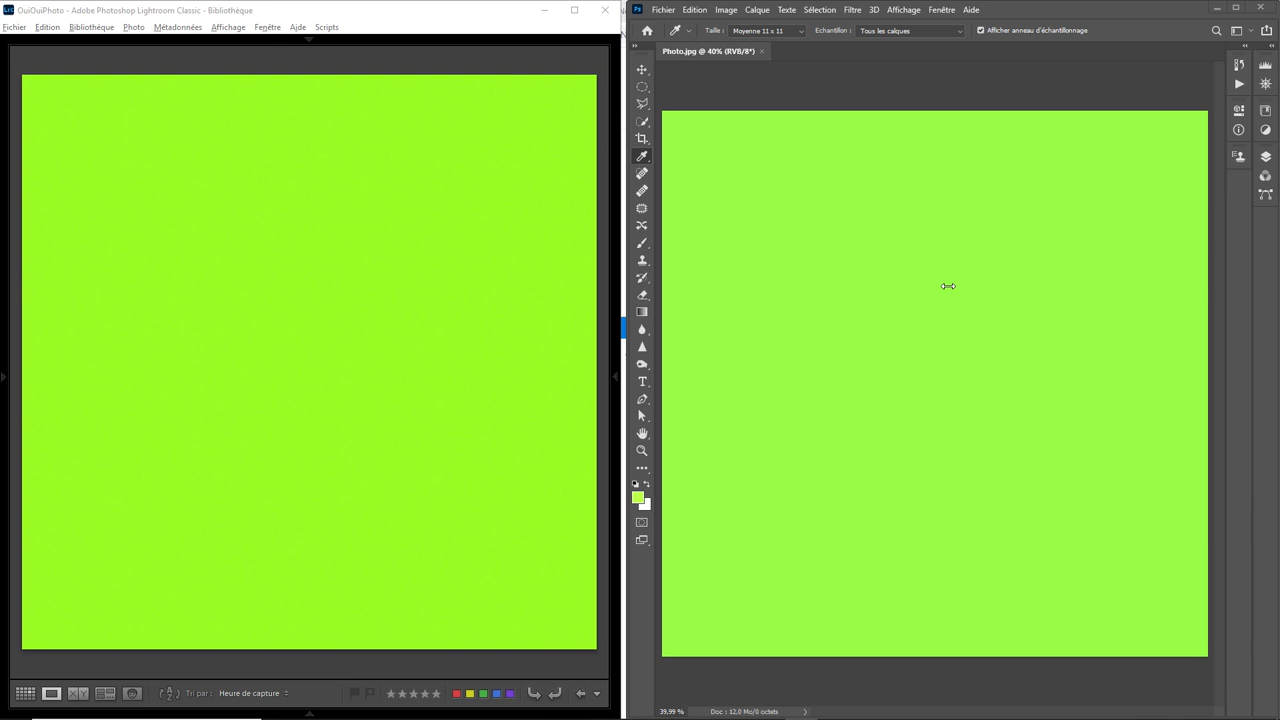 Lrc OuiOuiPhoto - Adobe Photoshop Lightroom Classic - Bibliothèque
Fichier Edition Bibliothèque Photo Métadonnées Affichage Fenêtre Aide Scripts
Tri par : Heure de capture
Ps Fichier Edition Image Calque Texte Sélection Filtre 3D Affichage Fenêtre Aide
Taille : Moyenne 11 x 11 Echantillon : Tous les calques Afficher anneau d'échantillonnage
Photo.jpg @ 40% (RVB/8*)
39,99 % Doc : 12,0 Mo/0 octets